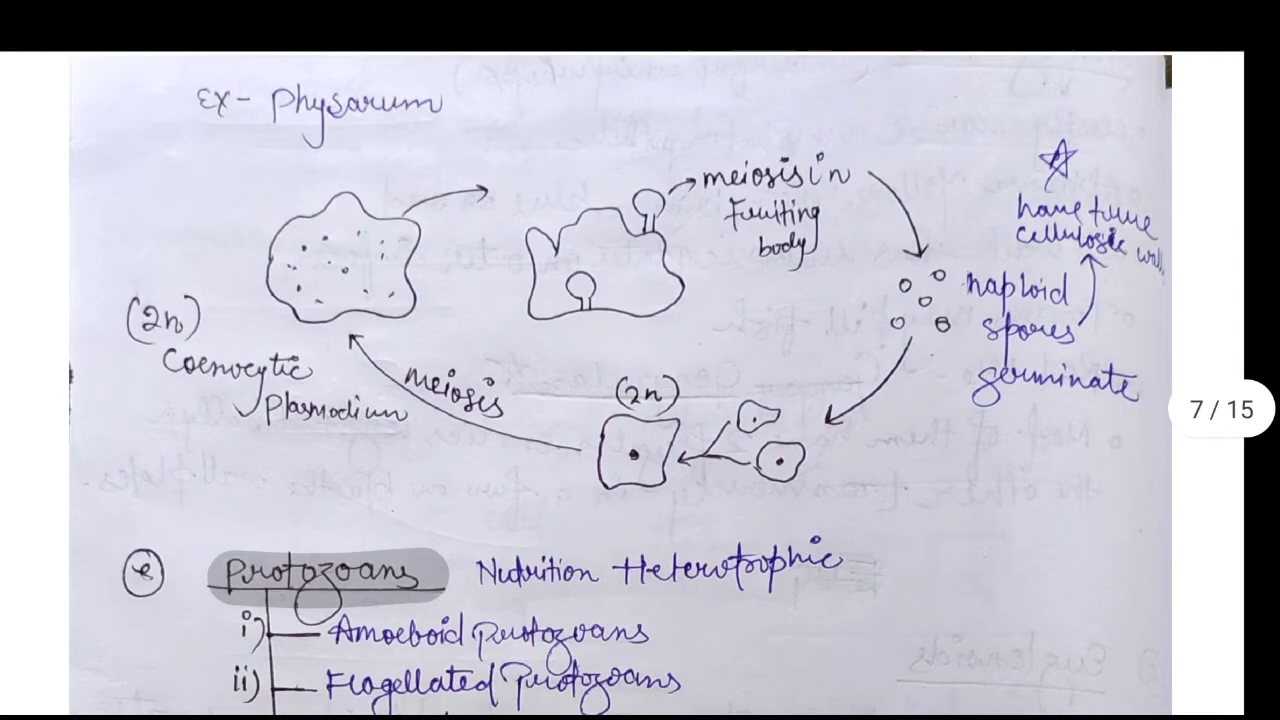 Ex- Physarum
meiosis in
Fruiting
body
have true
cellulosic wall
haploid
spores
germinate
(2n)
Coenocytic
Plasmodium
meiosis
(2n)
7 / 15
e
Protozoans Nutrition Heterotrophic
i) Amoeboid Protozoans
ii) Flagellated Protozoans